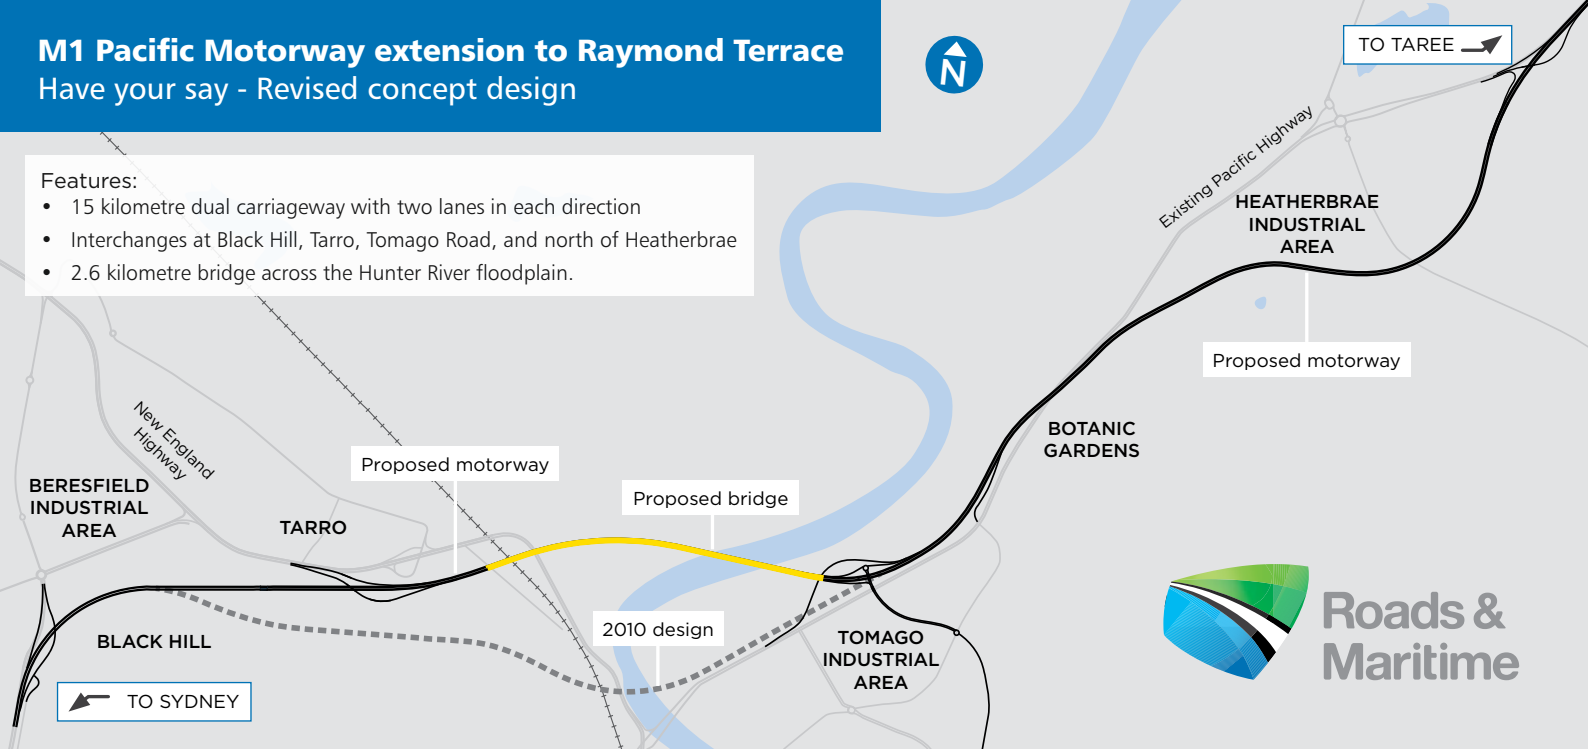 M1 Pacific Motorway extension to Raymond Terrace
Have your say - Revised concept design
N
TO TAREE
Features:
• 15 kilometre dual carriageway with two lanes in each direction
• Interchanges at Black Hill, Tarro, Tomago Road, and north of Heatherbrae
• 2.6 kilometre bridge across the Hunter River floodplain.
Existing Pacific Highway
HEATHERBRAE
INDUSTRIAL
AREA
Proposed motorway
New England
Highway
BOTANIC
GARDENS
Proposed motorway
BERESFIELD
INDUSTRIAL
AREA
TARRO
Proposed bridge
2010 design
BLACK HILL
TOMAGO
INDUSTRIAL
AREA
TO SYDNEY
Roads &
Maritime